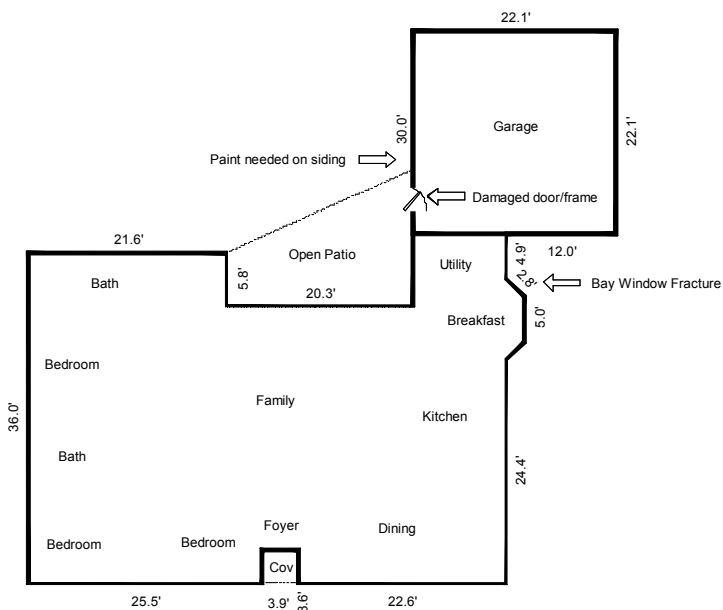 22.1'
30.0'
Garage
22.1'
Paint needed on siding
Damaged door/frame
21.6'
Open Patio
Utility
4.9'
12.0'
5.8'
2.8'
Bath
Bay Window Fracture
20.3'
5.0'
Breakfast
Bedroom
Family
36.0'
Kitchen
Bath
24.4'
Foyer
Dining
Bedroom
Bedroom
Cov
25.5'
3.9'
3.6'
22.6'